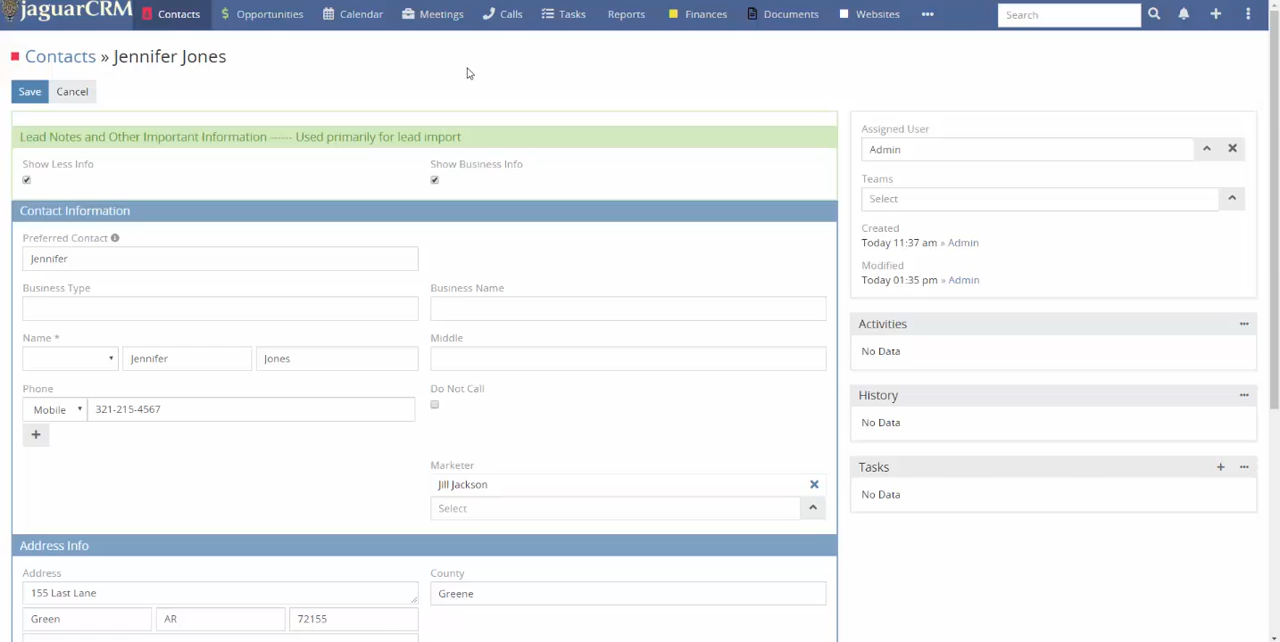 jaguarCRM Contacts $ Opportunities Calendar Meetings Calls Tasks Reports Finances Documents Websites ••• Search
Contacts » Jennifer Jones
Save Cancel
Lead Notes and Other Important Information ------ Used primarily for lead import
Show Less Info Show Business Info
Contact Information
Preferred Contact
Jennifer
Business Type Business Name
Name * Middle
Jennifer Jones
Phone Do Not Call
Mobile 321-215-4567
+
Marketer
Jill Jackson
Select
Address Info
Address County
155 Last Lane Greene
Green AR 72155
Assigned User
Admin
Teams
Select
Created
Today 11:37 am » Admin
Modified
Today 01:35 pm » Admin
Activities •••
No Data
History •••
No Data
Tasks + •••
No Data